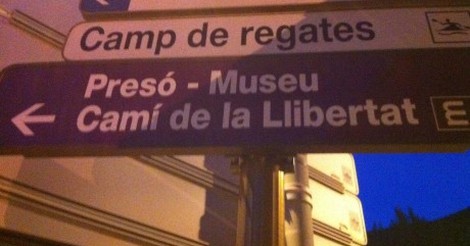 Camp de regates
Presó - Museu
Camí de la Llibertat
m